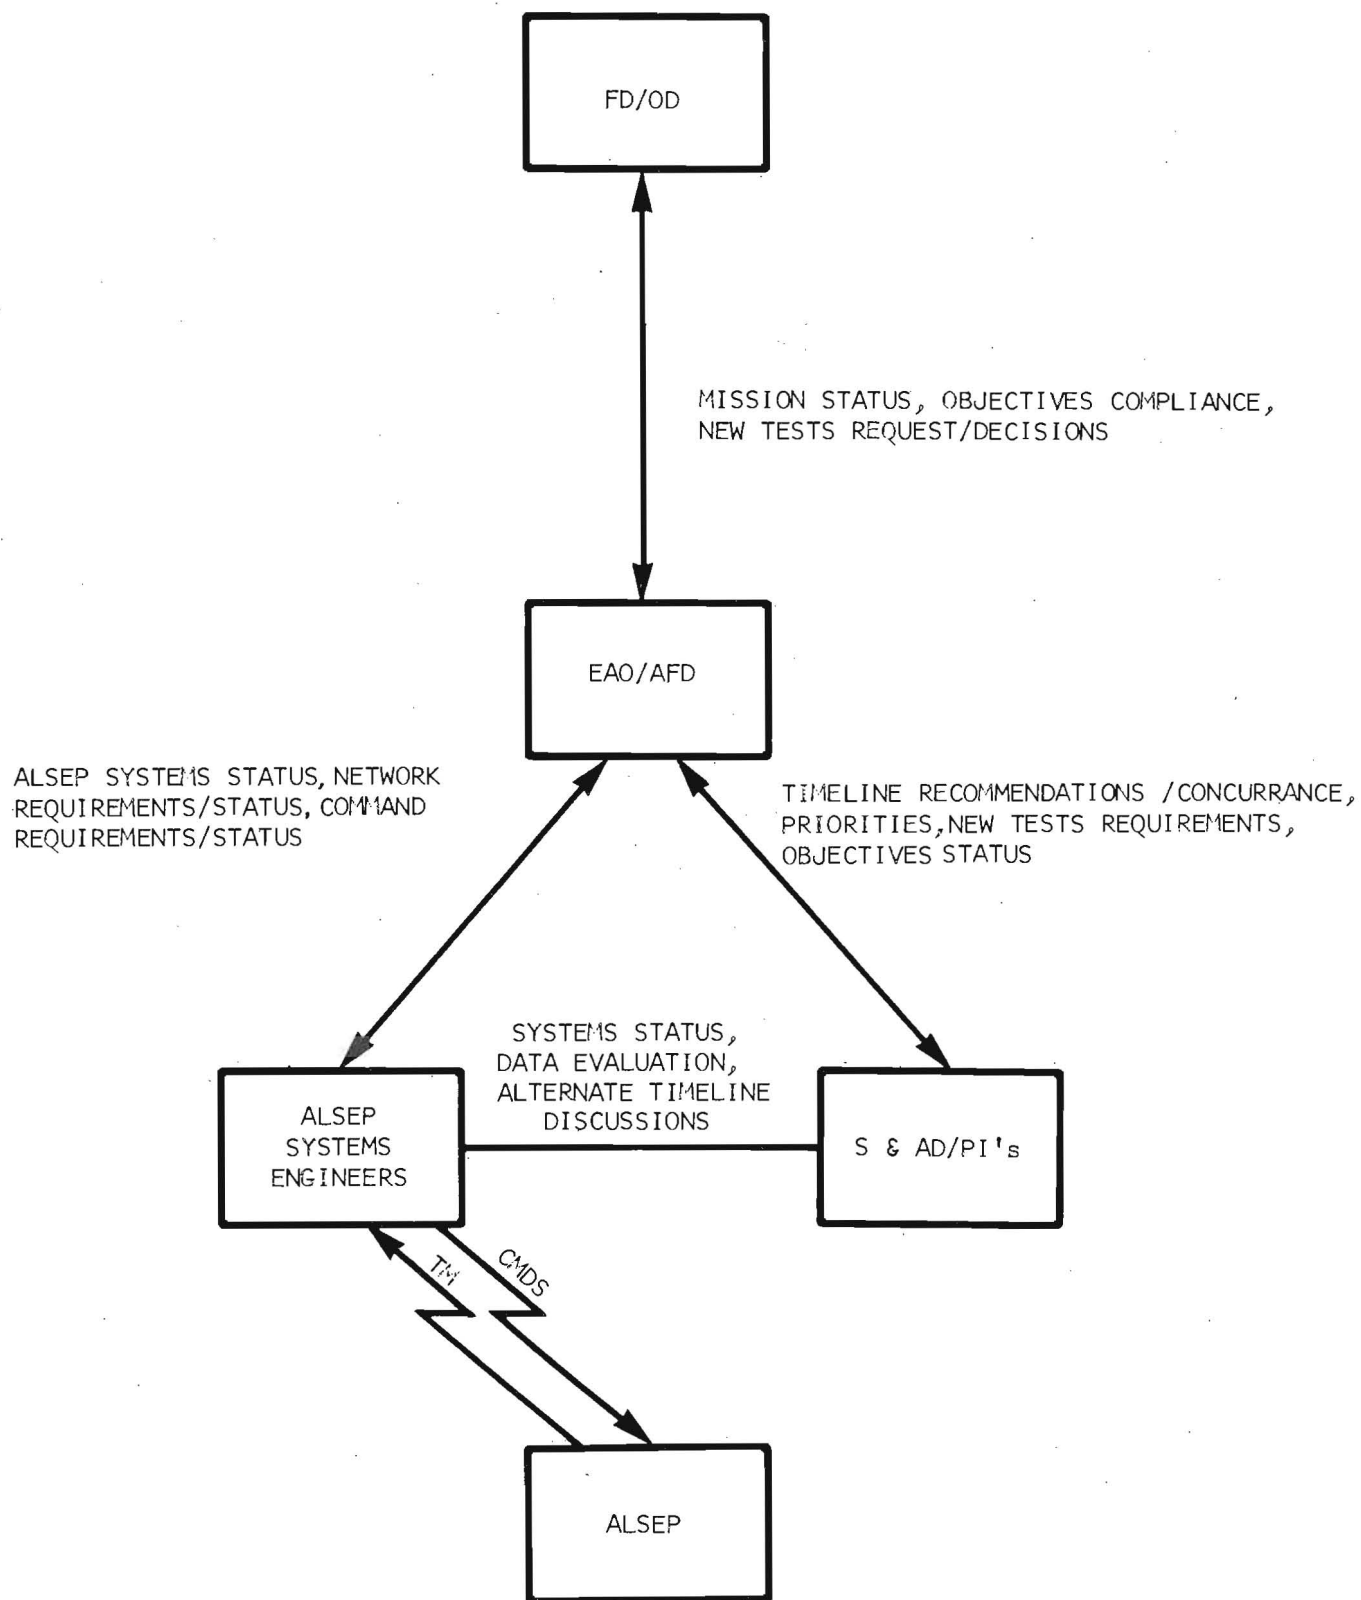 FD/OD
MISSION STATUS, OBJECTIVES COMPLIANCE,
NEW TESTS REQUEST/DECISIONS
EAO/AFD
ALSEP SYSTEMS STATUS, NETWORK
REQUIREMENTS/STATUS, COMMAND
REQUIREMENTS/STATUS
TIMELINE RECOMMENDATIONS /CONCURRANCE,
PRIORITIES, NEW TESTS REQUIREMENTS,
OBJECTIVES STATUS
SYSTEMS STATUS,
DATA EVALUATION,
ALTERNATE TIMELINE
DISCUSSIONS
ALSEP
SYSTEMS
ENGINEERS
S & AD/PI's
TM
CMDS
ALSEP